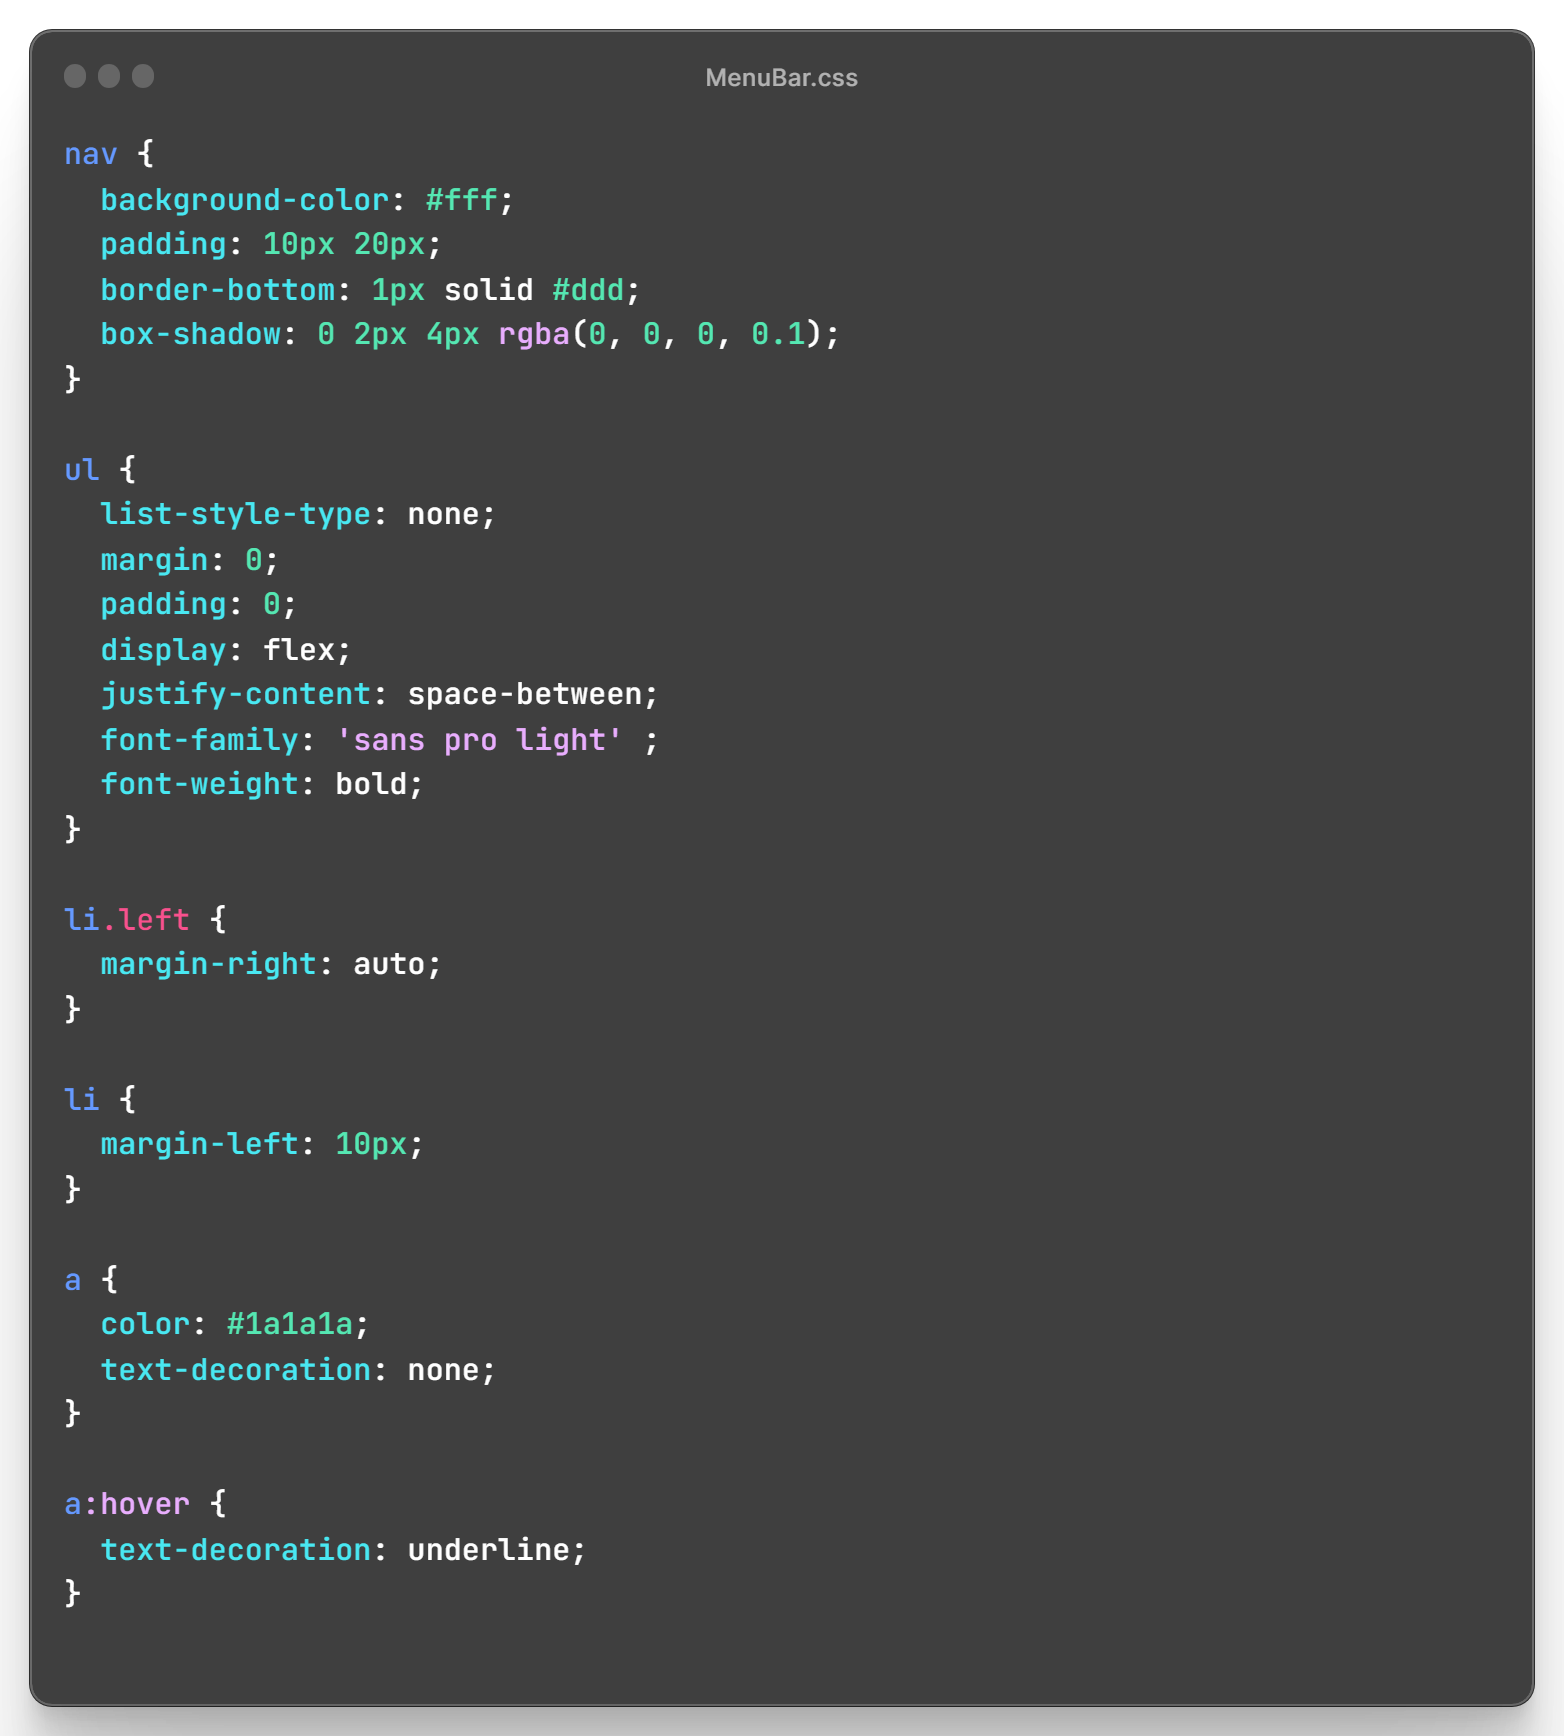 MenuBar.css
nav {
  background-color: #fff;
  padding: 10px 20px;
  border-bottom: 1px solid #ddd;
  box-shadow: 0 2px 4px rgba(0, 0, 0, 0.1);
}

ul {
  list-style-type: none;
  margin: 0;
  padding: 0;
  display: flex;
  justify-content: space-between;
  font-family: 'sans pro light' ;
  font-weight: bold;
}

li.left {
  margin-right: auto;
}

li {
  margin-left: 10px;
}

a {
  color: #1a1a1a;
  text-decoration: none;
}

a:hover {
  text-decoration: underline;
}